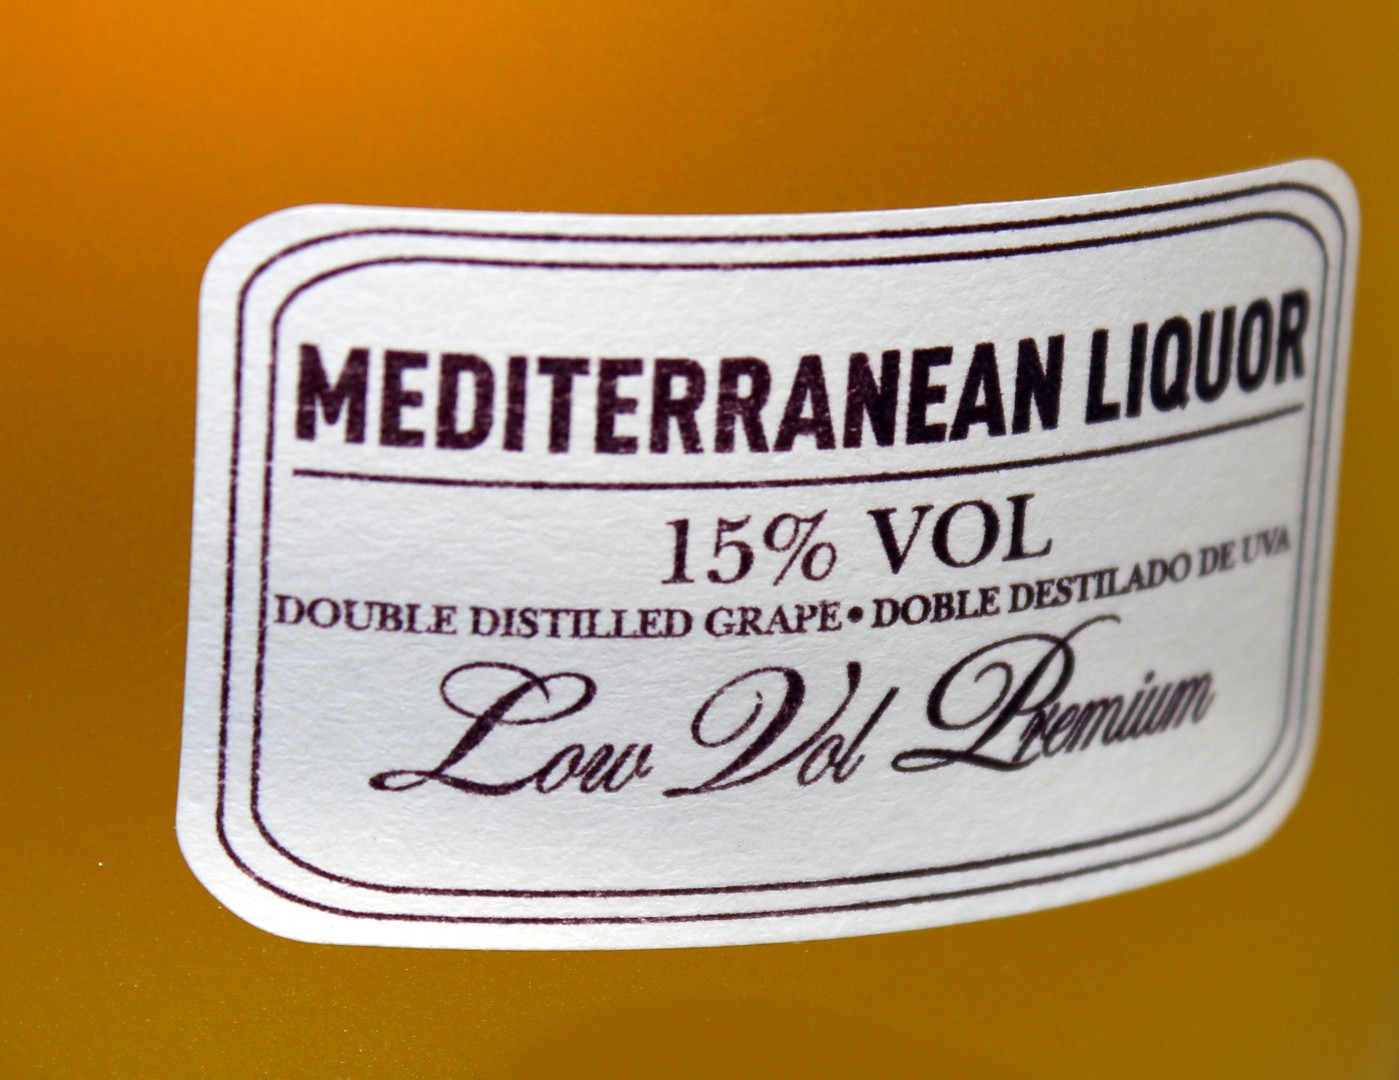 MEDITERRANEAN LIQUOR
15% VOL
DOUBLE DISTILLED GRAPE • DOBLE DESTILADO DE UVA
Low Vol Premium